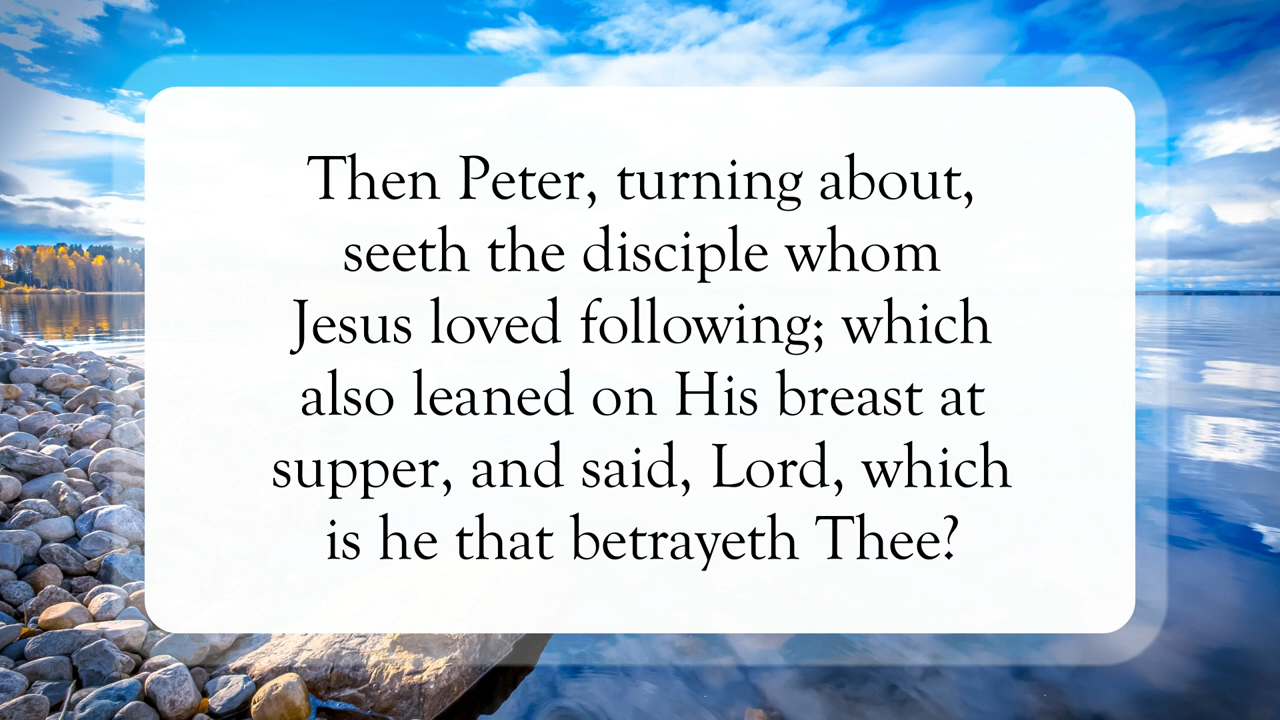 Then Peter, turning about,
seeth the disciple whom
Jesus loved following; which
also leaned on His breast at
supper, and said, Lord, which
is he that betrayeth Thee?